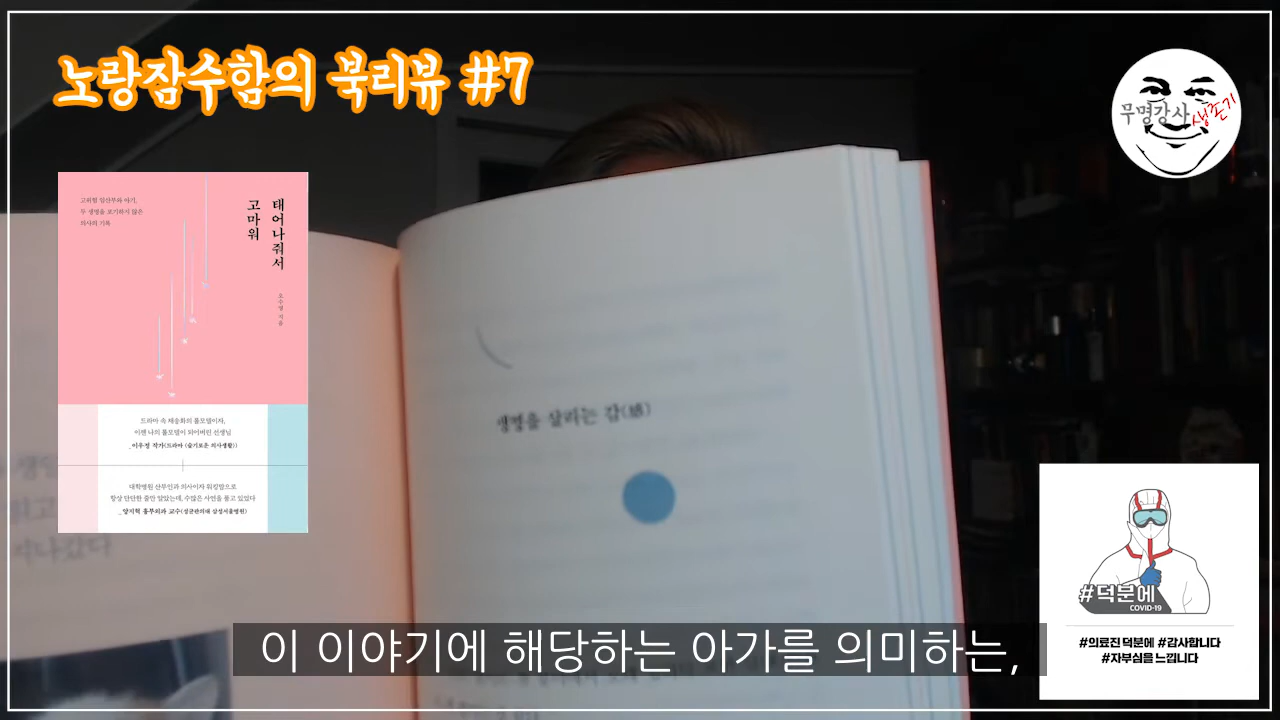 노랑잠수함의 북리뷰 #7
무명강사
생존기
고위험 임산부와 아기,
두 생명을 포기하지 않은
의사의 기록
태어나줘서
고마워
오수영 지음
드라마 속 채송화의 롤모델이자,
이젠 나의 롤모델이 되어버린 선생님
_이우정 작가(드라마 〈슬기로운 의사생활〉)
대학병원 산부인과 의사이자 워킹맘으로
항상 단단한 줄만 알았는데, 수많은 사연을 품고 있었다
_양지혁 흉부외과 교수(성균관의대 삼성서울병원)
생명을 살리는 감(感)
지나갔다
#덕분에
COVID-19
#의료진 덕분에 #감사합니다
#자부심을 느낍니다
이 이야기에 해당하는 아가를 의미하는,